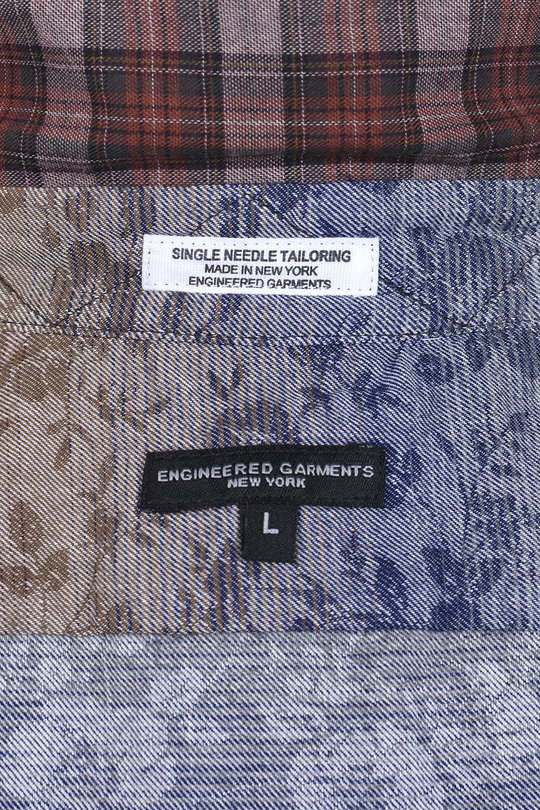 SINGLE NEEDLE TAILORING
MADE IN NEW YORK
ENGINEERED GARMENTS
ENGINEERED GARMENTS
NEW YORK
L